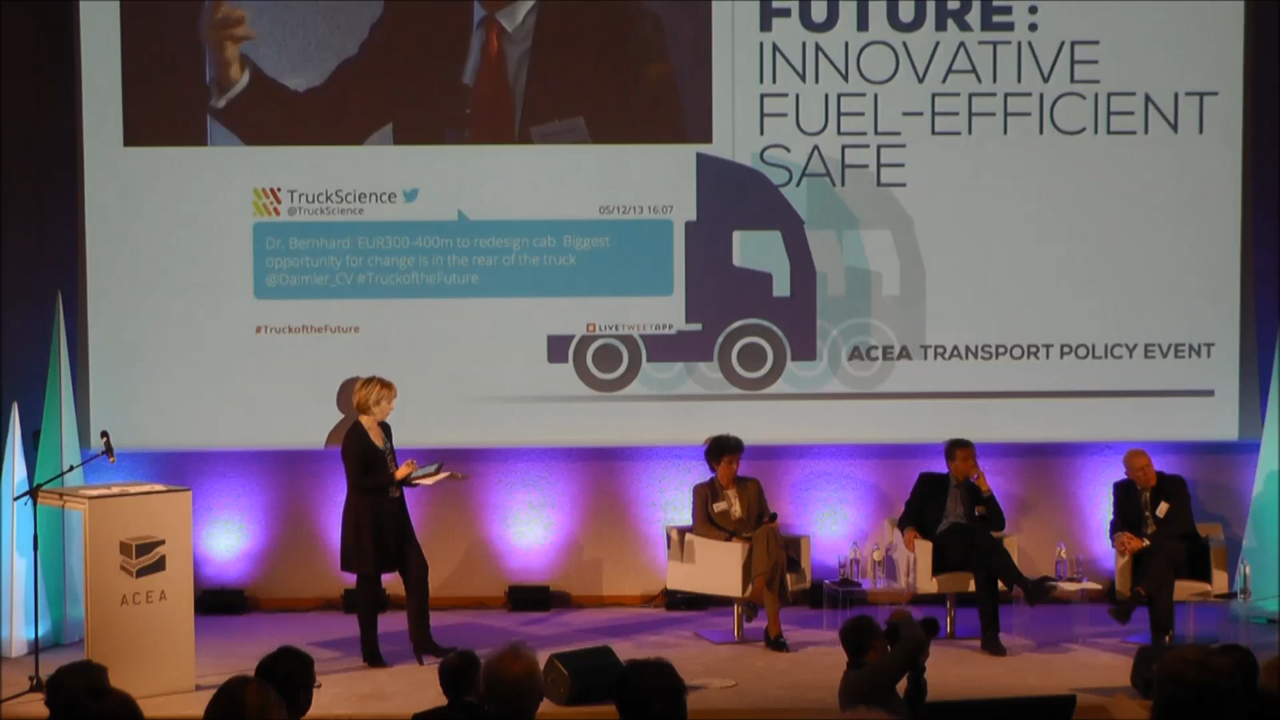 FUTURE:
INNOVATIVE
FUEL-EFFICIENT
SAFE
TruckScience
@TruckScience
05/12/13 16:07
Dr. Bernhard: EUR300-400m to redesign cab. Biggest
opportunity for change is in the rear of the truck
@Daimler_CV #TruckoftheFuture
#TruckoftheFuture
LIVETWEETAPP
ACEA TRANSPORT POLICY EVENT
ACEA